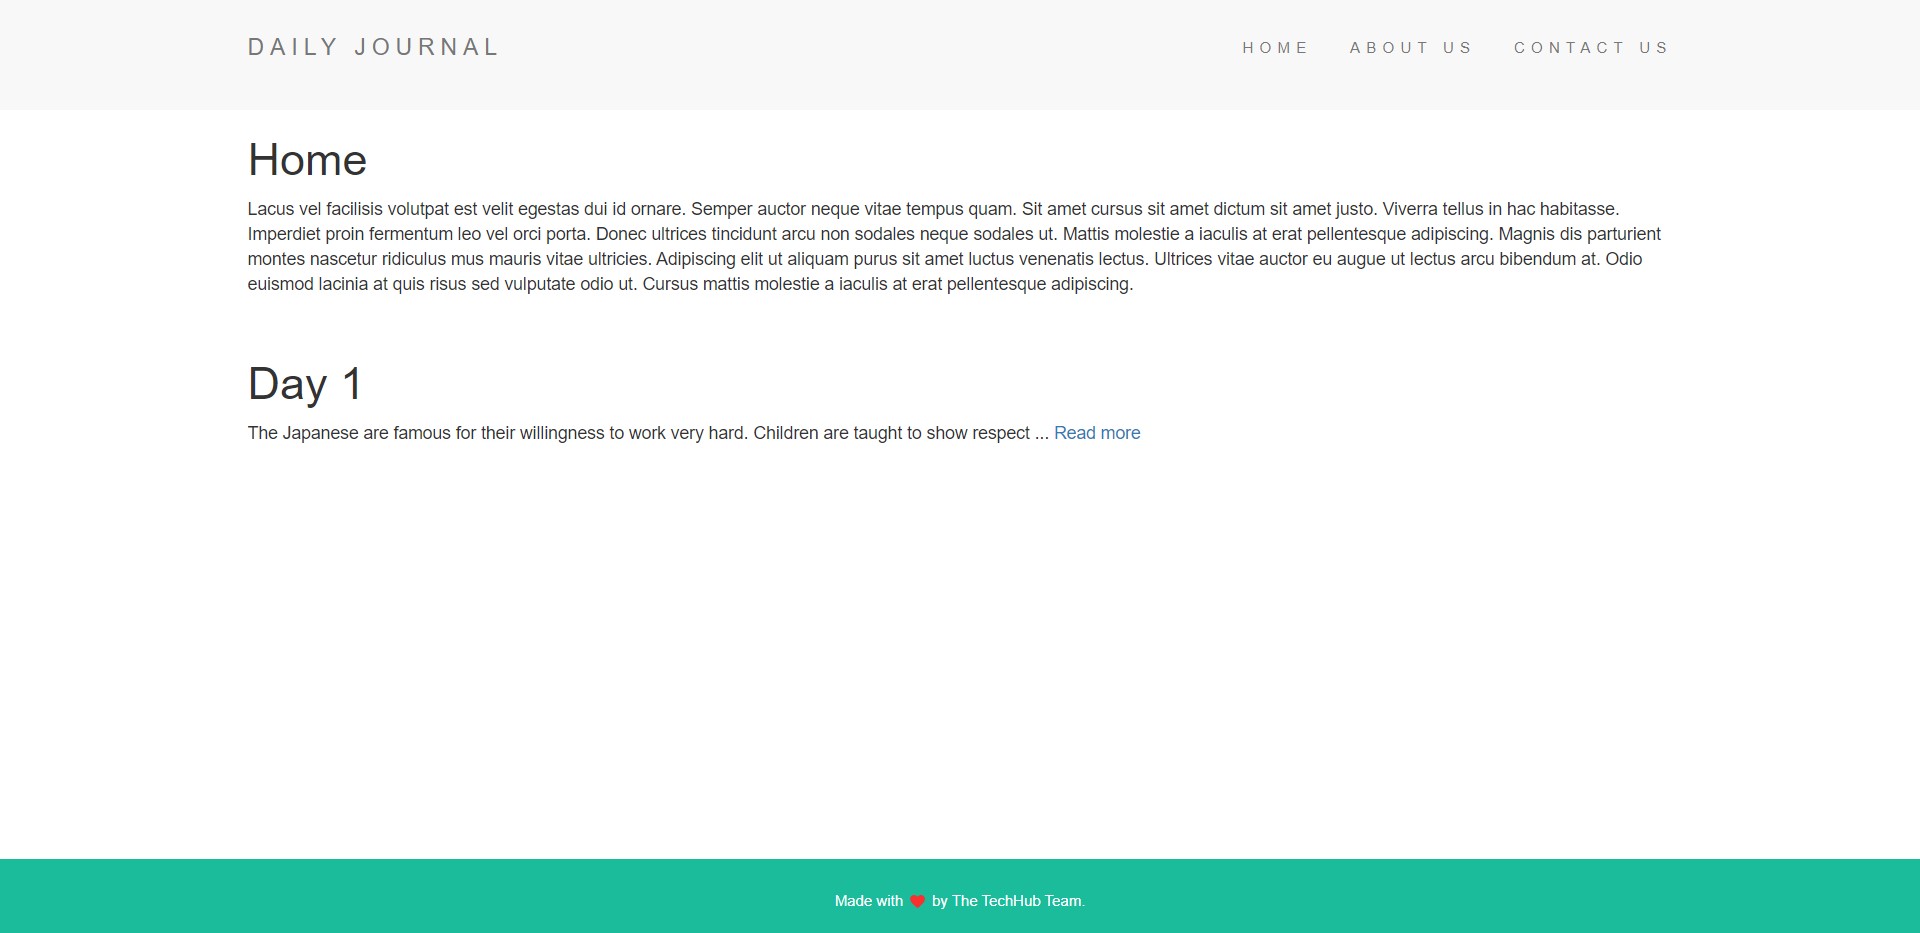 DAILY JOURNAL
HOME ABOUT US CONTACT US
Home
Lacus vel facilisis volutpat est velit egestas dui id ornare. Semper auctor neque vitae tempus quam. Sit amet cursus sit amet dictum sit amet justo. Viverra tellus in hac habitasse.
Imperdiet proin fermentum leo vel orci porta. Donec ultrices tincidunt arcu non sodales neque sodales ut. Mattis molestie a iaculis at erat pellentesque adipiscing. Magnis dis parturient
montes nascetur ridiculus mus mauris vitae ultricies. Adipiscing elit ut aliquam purus sit amet luctus venenatis lectus. Ultrices vitae auctor eu augue ut lectus arcu bibendum at. Odio
euismod lacinia at quis risus sed vulputate odio ut. Cursus mattis molestie a iaculis at erat pellentesque adipiscing.
Day 1
The Japanese are famous for their willingness to work very hard. Children are taught to show respect ... Read more
Made with ❤ by The TechHub Team.